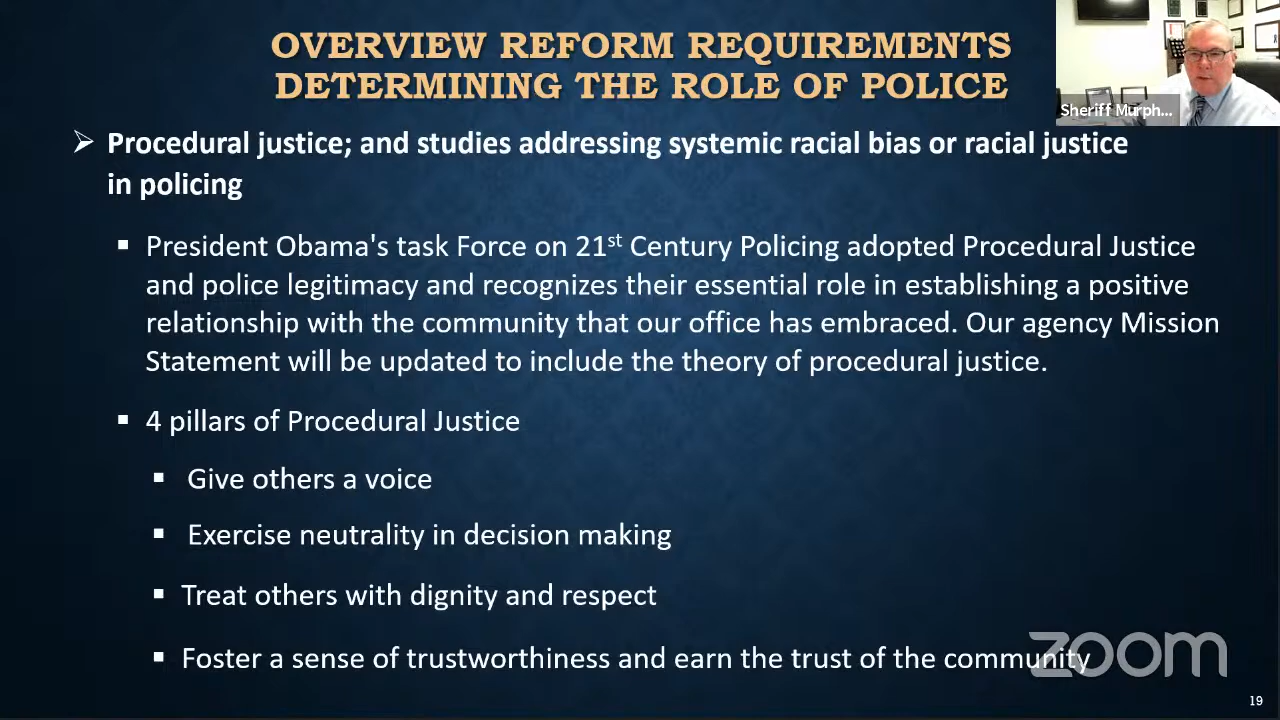 OVERVIEW REFORM REQUIREMENTS
DETERMINING THE ROLE OF POLICE
Sheriff Murph...
➢ Procedural justice; and studies addressing systemic racial bias or racial justice
in policing
▪ President Obama's task Force on 21st Century Policing adopted Procedural Justice
and police legitimacy and recognizes their essential role in establishing a positive
relationship with the community that our office has embraced. Our agency Mission
Statement will be updated to include the theory of procedural justice.
▪ 4 pillars of Procedural Justice
▪ Give others a voice
▪ Exercise neutrality in decision making
▪ Treat others with dignity and respect
▪ Foster a sense of trustworthiness and earn the trust of the community
zoom
19